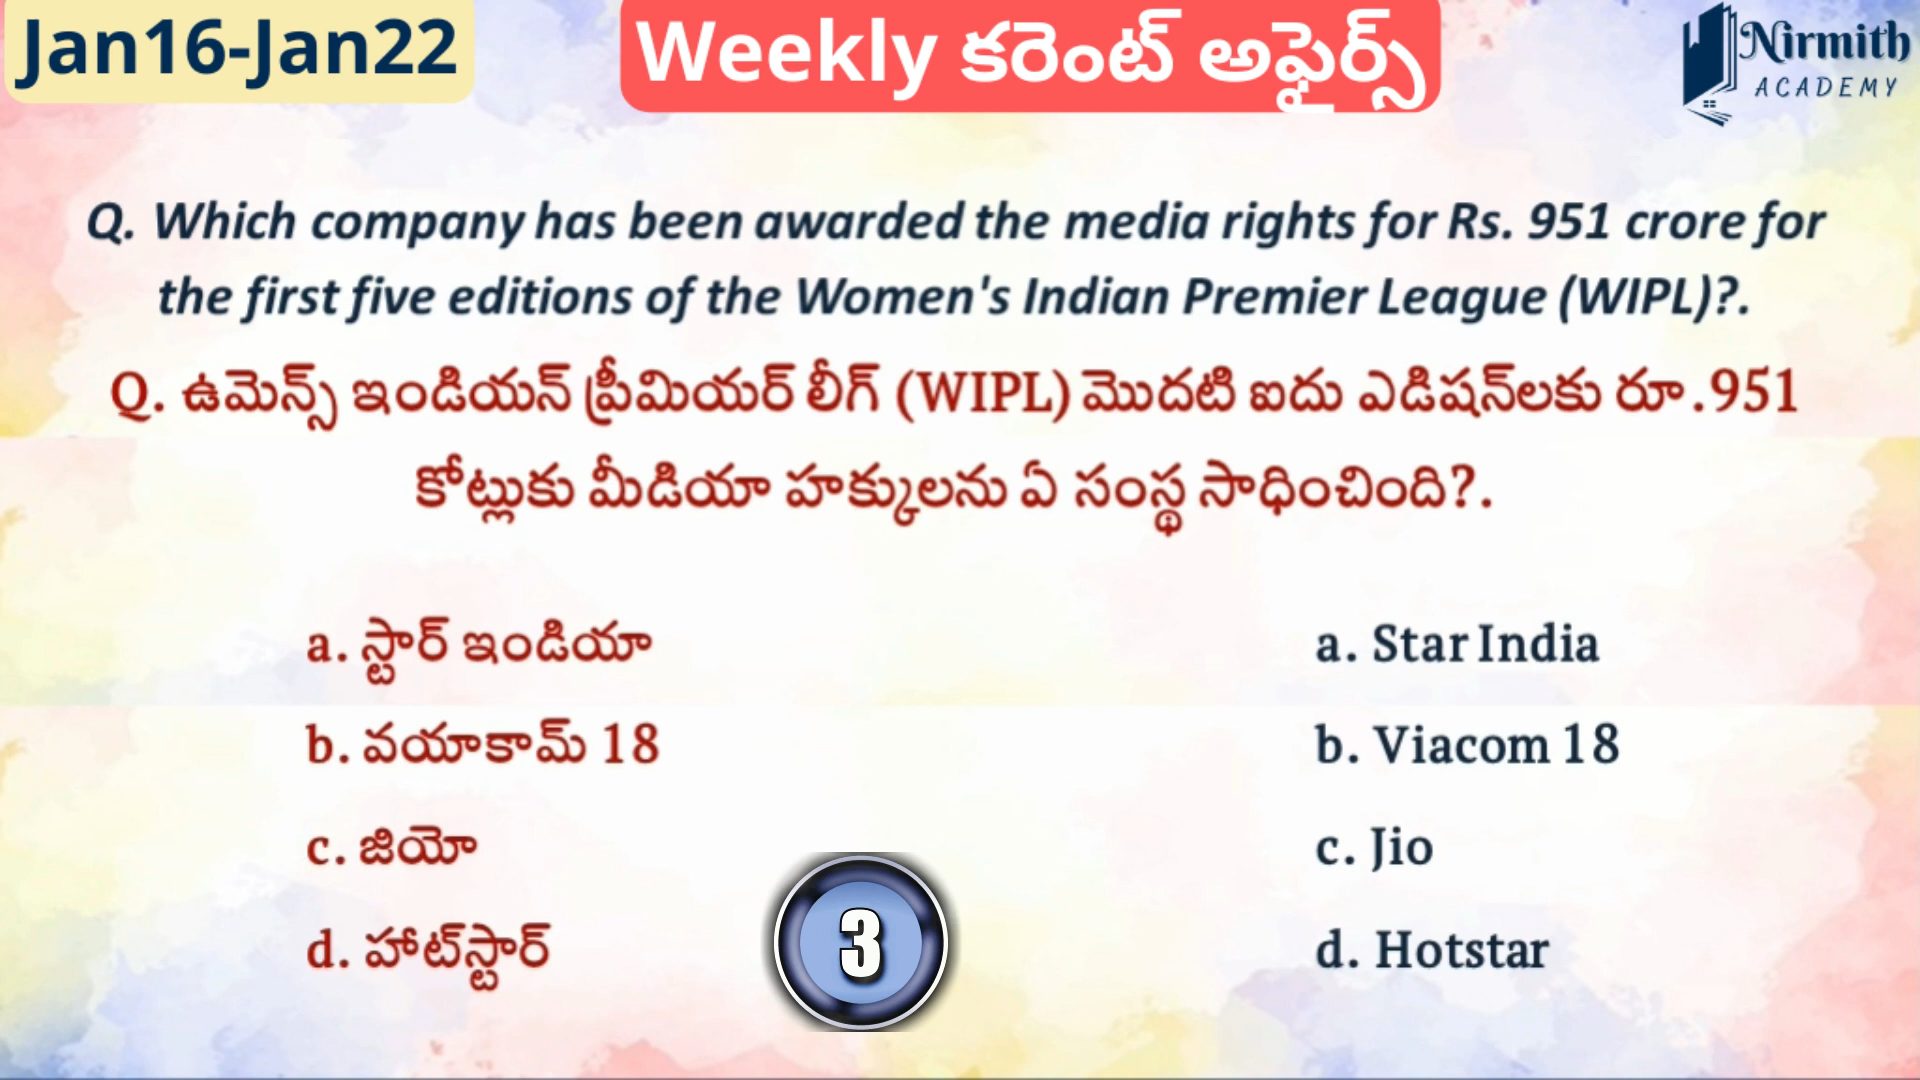 Jan16-Jan22
Weekly కరెంట్ అఫైర్స్
Nirmith
ACADEMY
Q. Which company has been awarded the media rights for Rs. 951 crore for
the first five editions of the Women's Indian Premier League (WIPL)?.
Q. ఉమెన్స్ ఇండియన్ ప్రీమియర్ లీగ్ (WIPL) మొదటి ఐదు ఎడిషన్‌లకు రూ.951
కోట్లుకు మీడియా హక్కులను ఏ సంస్థ సాధించింది?.
a. స్టార్ ఇండియా
b. వయాకామ్ 18
c. జియో
d. హాట్‌స్టార్
a. Star India
b. Viacom 18
c. Jio
d. Hotstar
3